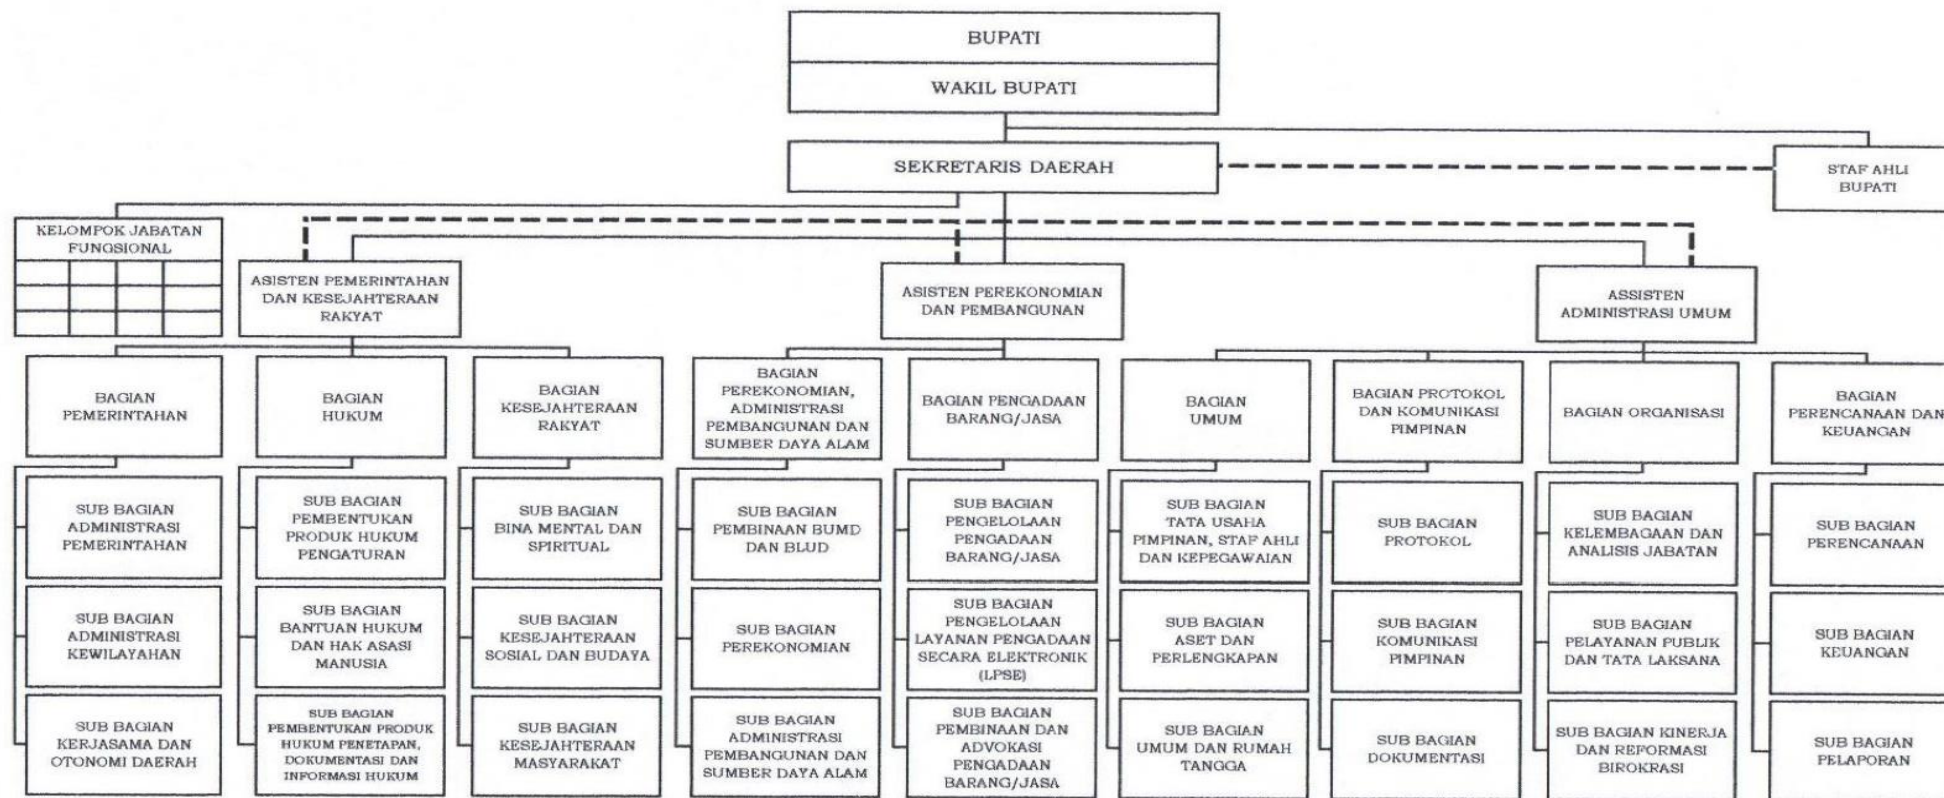 BUPATI
WAKIL BUPATI
SEKRETARIS DAERAH
STAF AHLI
BUPATI
KELOMPOK JABATAN
FUNGSIONAL
ASISTEN PEMERINTAHAN
DAN KESEJAHTERAAN
RAKYAT
ASISTEN PEREKONOMIAN
DAN PEMBANGUNAN
ASSISTEN
ADMINISTRASI UMUM
BAGIAN
PEMERINTAHAN
BAGIAN
HUKUM
BAGIAN
KESEJAHTERAAN
RAKYAT
BAGIAN
PEREKONOMIAN,
ADMINISTRASI
PEMBANGUNAN DAN
SUMBER DAYA ALAM
BAGIAN PENGADAAN
BARANG/JASA
BAGIAN
UMUM
BAGIAN PROTOKOL
DAN KOMUNIKASI
PIMPINAN
BAGIAN ORGANISASI
BAGIAN
PERENCANAAN DAN
KEUANGAN
SUB BAGIAN
ADMINISTRASI
PEMERINTAHAN
SUB BAGIAN
PEMBENTUKAN
PRODUK HUKUM
PENGATURAN
SUB BAGIAN
BINA MENTAL DAN
SPIRITUAL
SUB BAGIAN
PEMBINAAN BUMD
DAN BLUD
SUB BAGIAN
PENGELOLAAN
PENGADAAN
BARANG/JASA
SUB BAGIAN
TATA USAHA
PIMPINAN, STAF AHLI
DAN KEPEGAWAIAN
SUB BAGIAN
PROTOKOL
SUB BAGIAN
KELEMBAGAAN DAN
ANALISIS JABATAN
SUB BAGIAN
PERENCANAAN
SUB BAGIAN
ADMINISTRASI
KEWILAYAHAN
SUB BAGIAN
BANTUAN HUKUM
DAN HAK ASASI
MANUSIA
SUB BAGIAN
KESEJAHTERAAN
SOSIAL DAN BUDAYA
SUB BAGIAN
PEREKONOMIAN
SUB BAGIAN
PENGELOLAAN
LAYANAN PENGADAAN
SECARA ELEKTRONIK
(LPSE)
SUB BAGIAN
ASET DAN
PERLENGKAPAN
SUB BAGIAN
KOMUNIKASI
PIMPINAN
SUB BAGIAN
PELAYANAN PUBLIK
DAN TATA LAKSANA
SUB BAGIAN
KEUANGAN
SUB BAGIAN
KERJASAMA DAN
OTONOMI DAERAH
SUB BAGIAN
PEMBENTUKAN PRODUK
HUKUM PENETAPAN,
DOKUMENTASI DAN
INFORMASI HUKUM
SUB BAGIAN
KESEJAHTERAAN
MASYARAKAT
SUB BAGIAN
ADMINISTRASI
PEMBANGUNAN DAN
SUMBER DAYA ALAM
SUB BAGIAN
PEMBINAAN DAN
ADVOKASI
PENGADAAN
BARANG/JASA
SUB BAGIAN
UMUM DAN RUMAH
TANGGA
SUB BAGIAN
DOKUMENTASI
SUB BAGIAN KINERJA
DAN REFORMASI
BIROKRASI
SUB BAGIAN
PELAPORAN